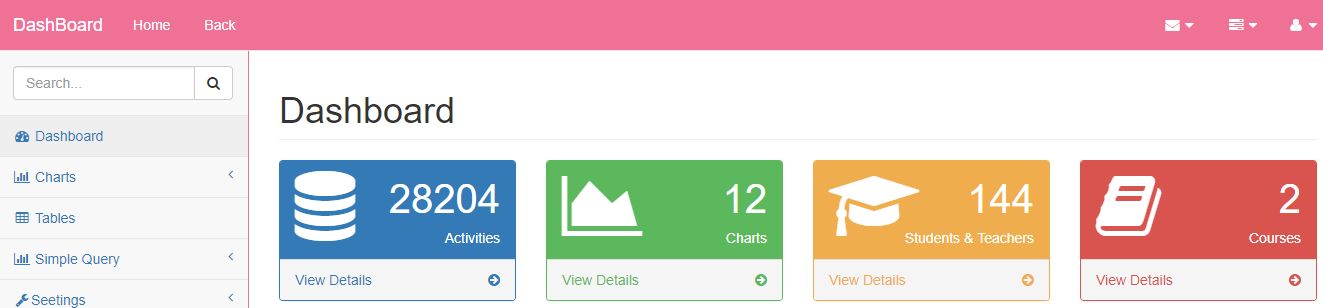 DashBoard Home Back
Search...
Dashboard
Charts
Tables
Simple Query
Seetings
Dashboard
28204
Activities
View Details
12
Charts
View Details
144
Students & Teachers
View Details
2
Courses
View Details